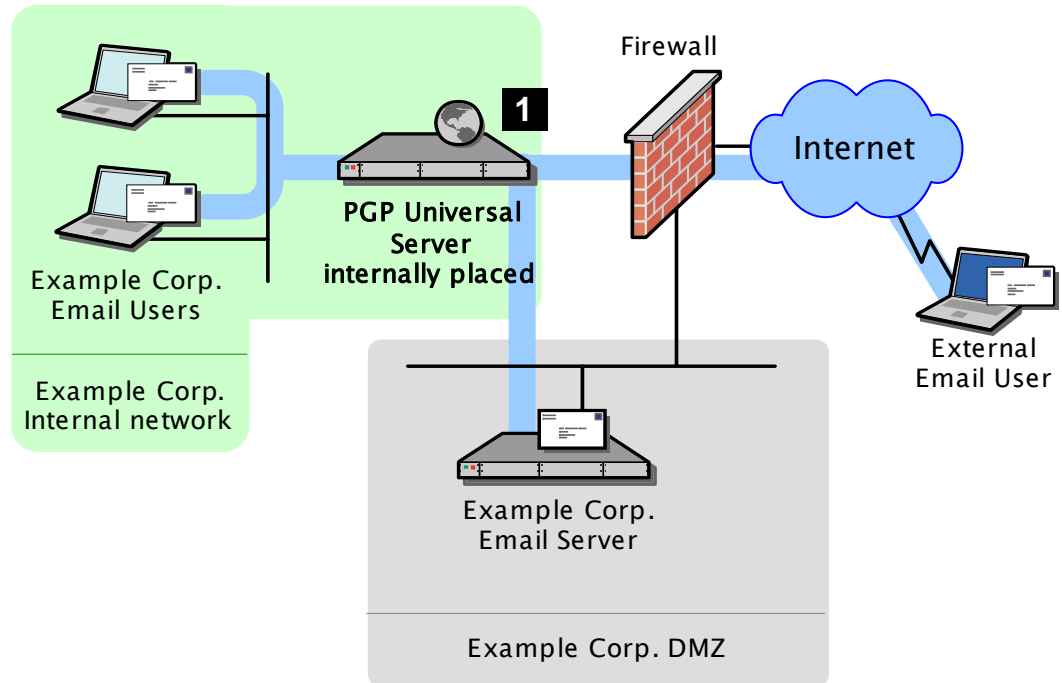 Firewall
1
Internet
PGP Universal
Server
internally placed
Example Corp.
Email Users
External
Email User
Example Corp.
Internal network
Example Corp.
Email Server
Example Corp. DMZ